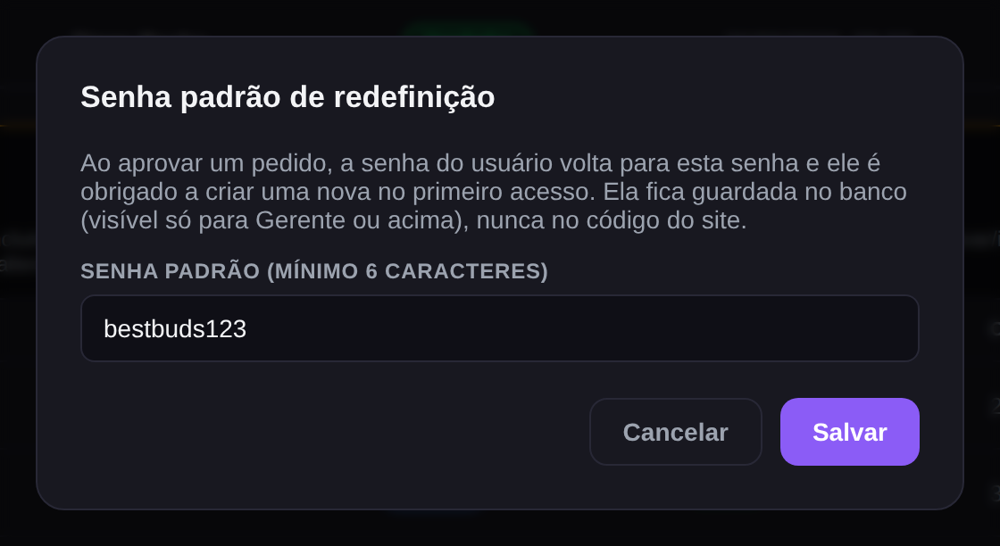 Senha padrão de redefinição
Ao aprovar um pedido, a senha do usuário volta para esta senha e ele é
obrigado a criar uma nova no primeiro acesso. Ela fica guardada no banco
(visível só para Gerente ou acima), nunca no código do site.
SENHA PADRÃO (MÍNIMO 6 CARACTERES)
bestbuds123
Cancelar
Salvar